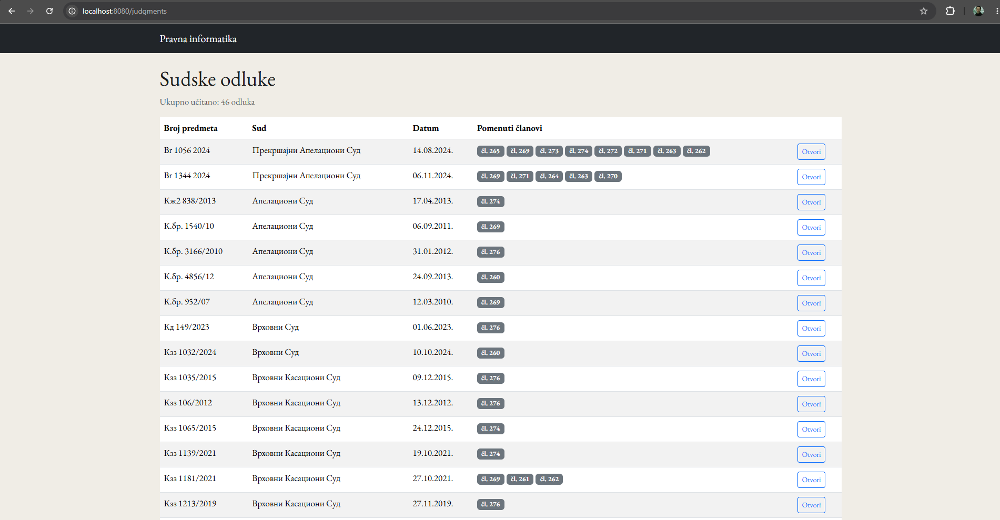 localhost:8080/judgments
Pravna informatika
Sudske odluke
Ukupno učitano: 46 odluka
Broj predmeta Sud Datum Pomenuti članovi
Br 1056 2024 Прекршајни Апелациони Суд 14.08.2024. čl. 265 čl. 269 čl. 273 čl. 274 čl. 272 čl. 271 čl. 263 čl. 262 Otvori
Br 1344 2024 Прекршајни Апелациони Суд 06.11.2024. čl. 269 čl. 271 čl. 264 čl. 263 čl. 270 Otvori
Кж2 838/2013 Апелациони Суд 17.04.2013. čl. 274 Otvori
К.бр. 1540/10 Апелациони Суд 06.09.2011. čl. 269 Otvori
К.бр. 3166/2010 Апелациони Суд 31.01.2012. čl. 276 Otvori
К.бр. 4856/12 Апелациони Суд 24.09.2013. čl. 260 Otvori
К.бр. 952/07 Апелациони Суд 12.03.2010. čl. 269 Otvori
Кд 149/2023 Врховни Суд 01.06.2023. čl. 276 Otvori
Кзз 1032/2024 Врховни Суд 10.10.2024. čl. 260 Otvori
Кзз 1035/2015 Врховни Касациони Суд 09.12.2015. čl. 276 Otvori
Кзз 106/2012 Врховни Касациони Суд 13.12.2012. čl. 276 Otvori
Кзз 1065/2015 Врховни Касациони Суд 24.12.2015. čl. 274 Otvori
Кзз 1139/2021 Врховни Касациони Суд 19.10.2021. čl. 274 Otvori
Кзз 1181/2021 Врховни Касациони Суд 27.10.2021. čl. 269 čl. 261 čl. 262 Otvori
Кзз 1213/2019 Врховни Касациони Суд 27.11.2019. čl. 276 Otvori